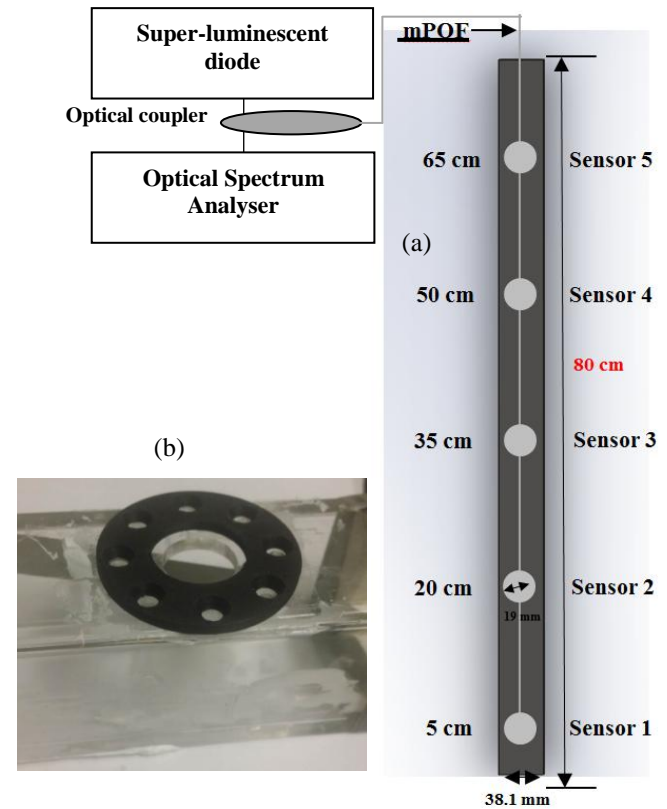 Super-luminescent
diode
mPOF
Optical coupler
Optical Spectrum
Analyser
(a)
65 cm
Sensor 5
50 cm
Sensor 4
80 cm
35 cm
Sensor 3
(b)
20 cm
Sensor 2
19 mm
5 cm
Sensor 1
38.1 mm